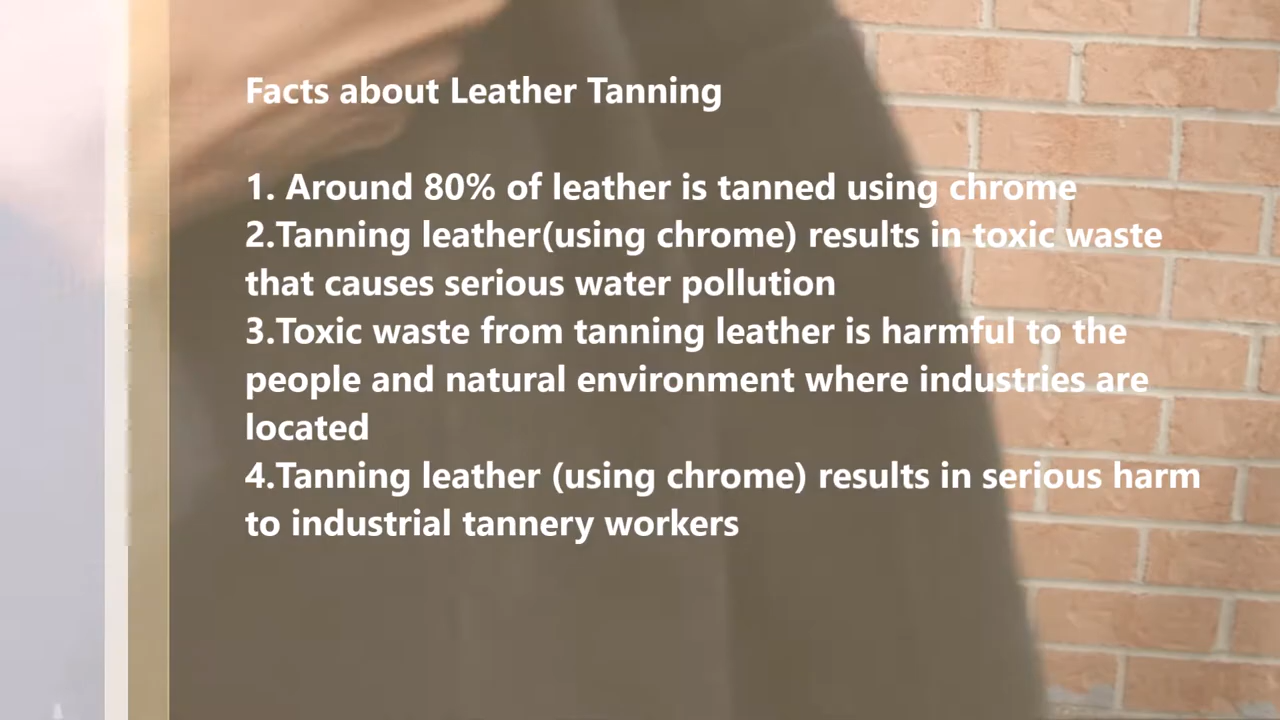 Facts about Leather Tanning
1. Around 80% of leather is tanned using chrome
2.Tanning leather(using chrome) results in toxic waste
that causes serious water pollution
3.Toxic waste from tanning leather is harmful to the
people and natural environment where industries are
located
4.Tanning leather (using chrome) results in serious harm
to industrial tannery workers